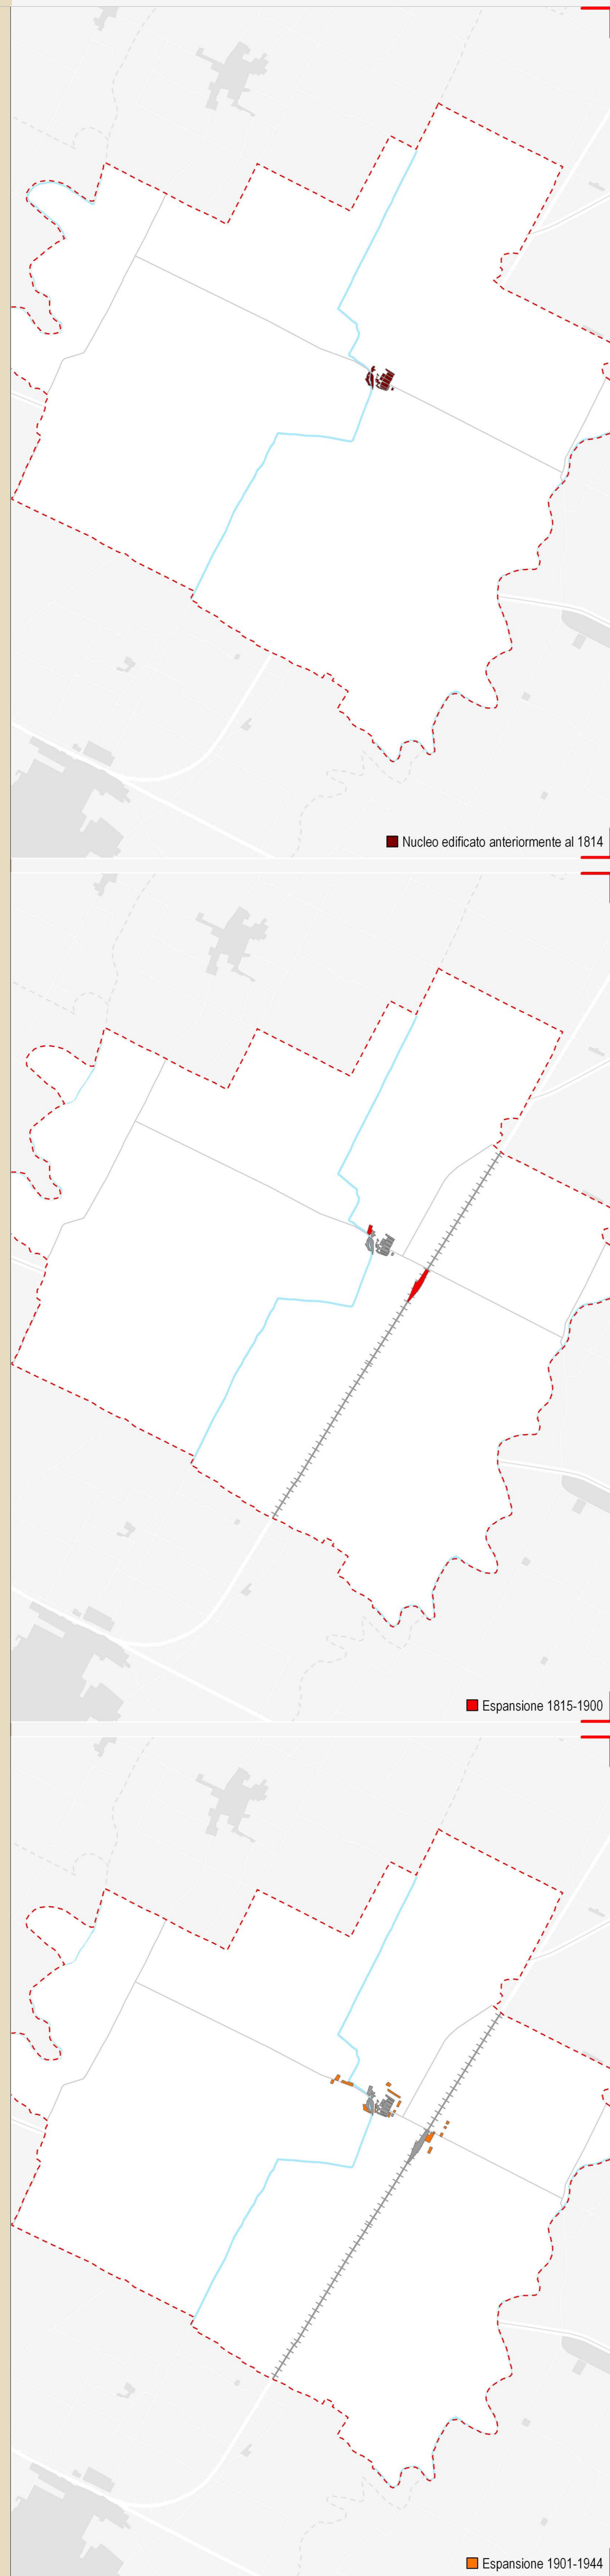 Nucleo edificato anteriormente al 1814
Espansione 1815-1900
Espansione 1901-1944